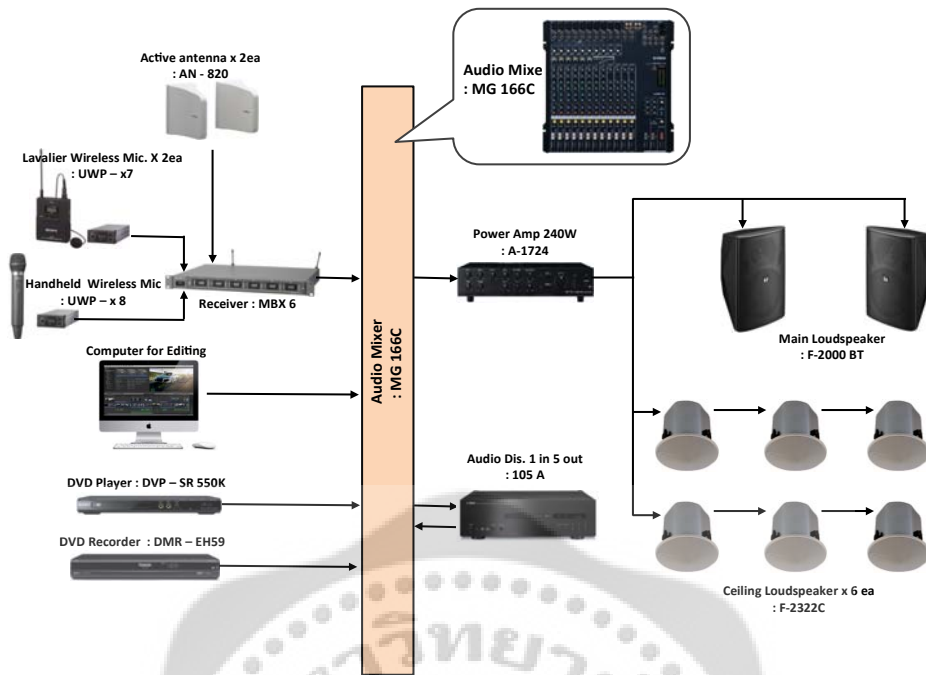 Active antenna x 2ea
: AN - 820
Audio Mixe
: MG 166C
Lavalier Wireless Mic. X 2ea
: UWP – x7
Handheld Wireless Mic
: UWP – x 8
Receiver : MBX 6
Power Amp 240W
: A-1724
Main Loudspeaker
: F-2000 BT
Computer for Editing
Audio Mixer
: MG 166C
Audio Dis. 1 in 5 out
: 105 A
DVD Player : DVP – SR 550K
DVD Recorder : DMR – EH59
Ceiling Loudspeaker x 6 ea
: F-2322C